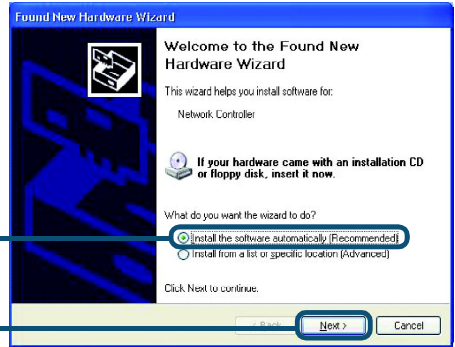 Found New Hardware Wizard
Welcome to the Found New
Hardware Wizard
This wizard helps you install software for:
Network Controller
If your hardware came with an installation CD
or floppy disk, insert it now.
What do you want the wizard to do?
Install the software automatically (Recommended)
Install from a list or specific location (Advanced)
Click Next to continue.
< Back
Next >
Cancel